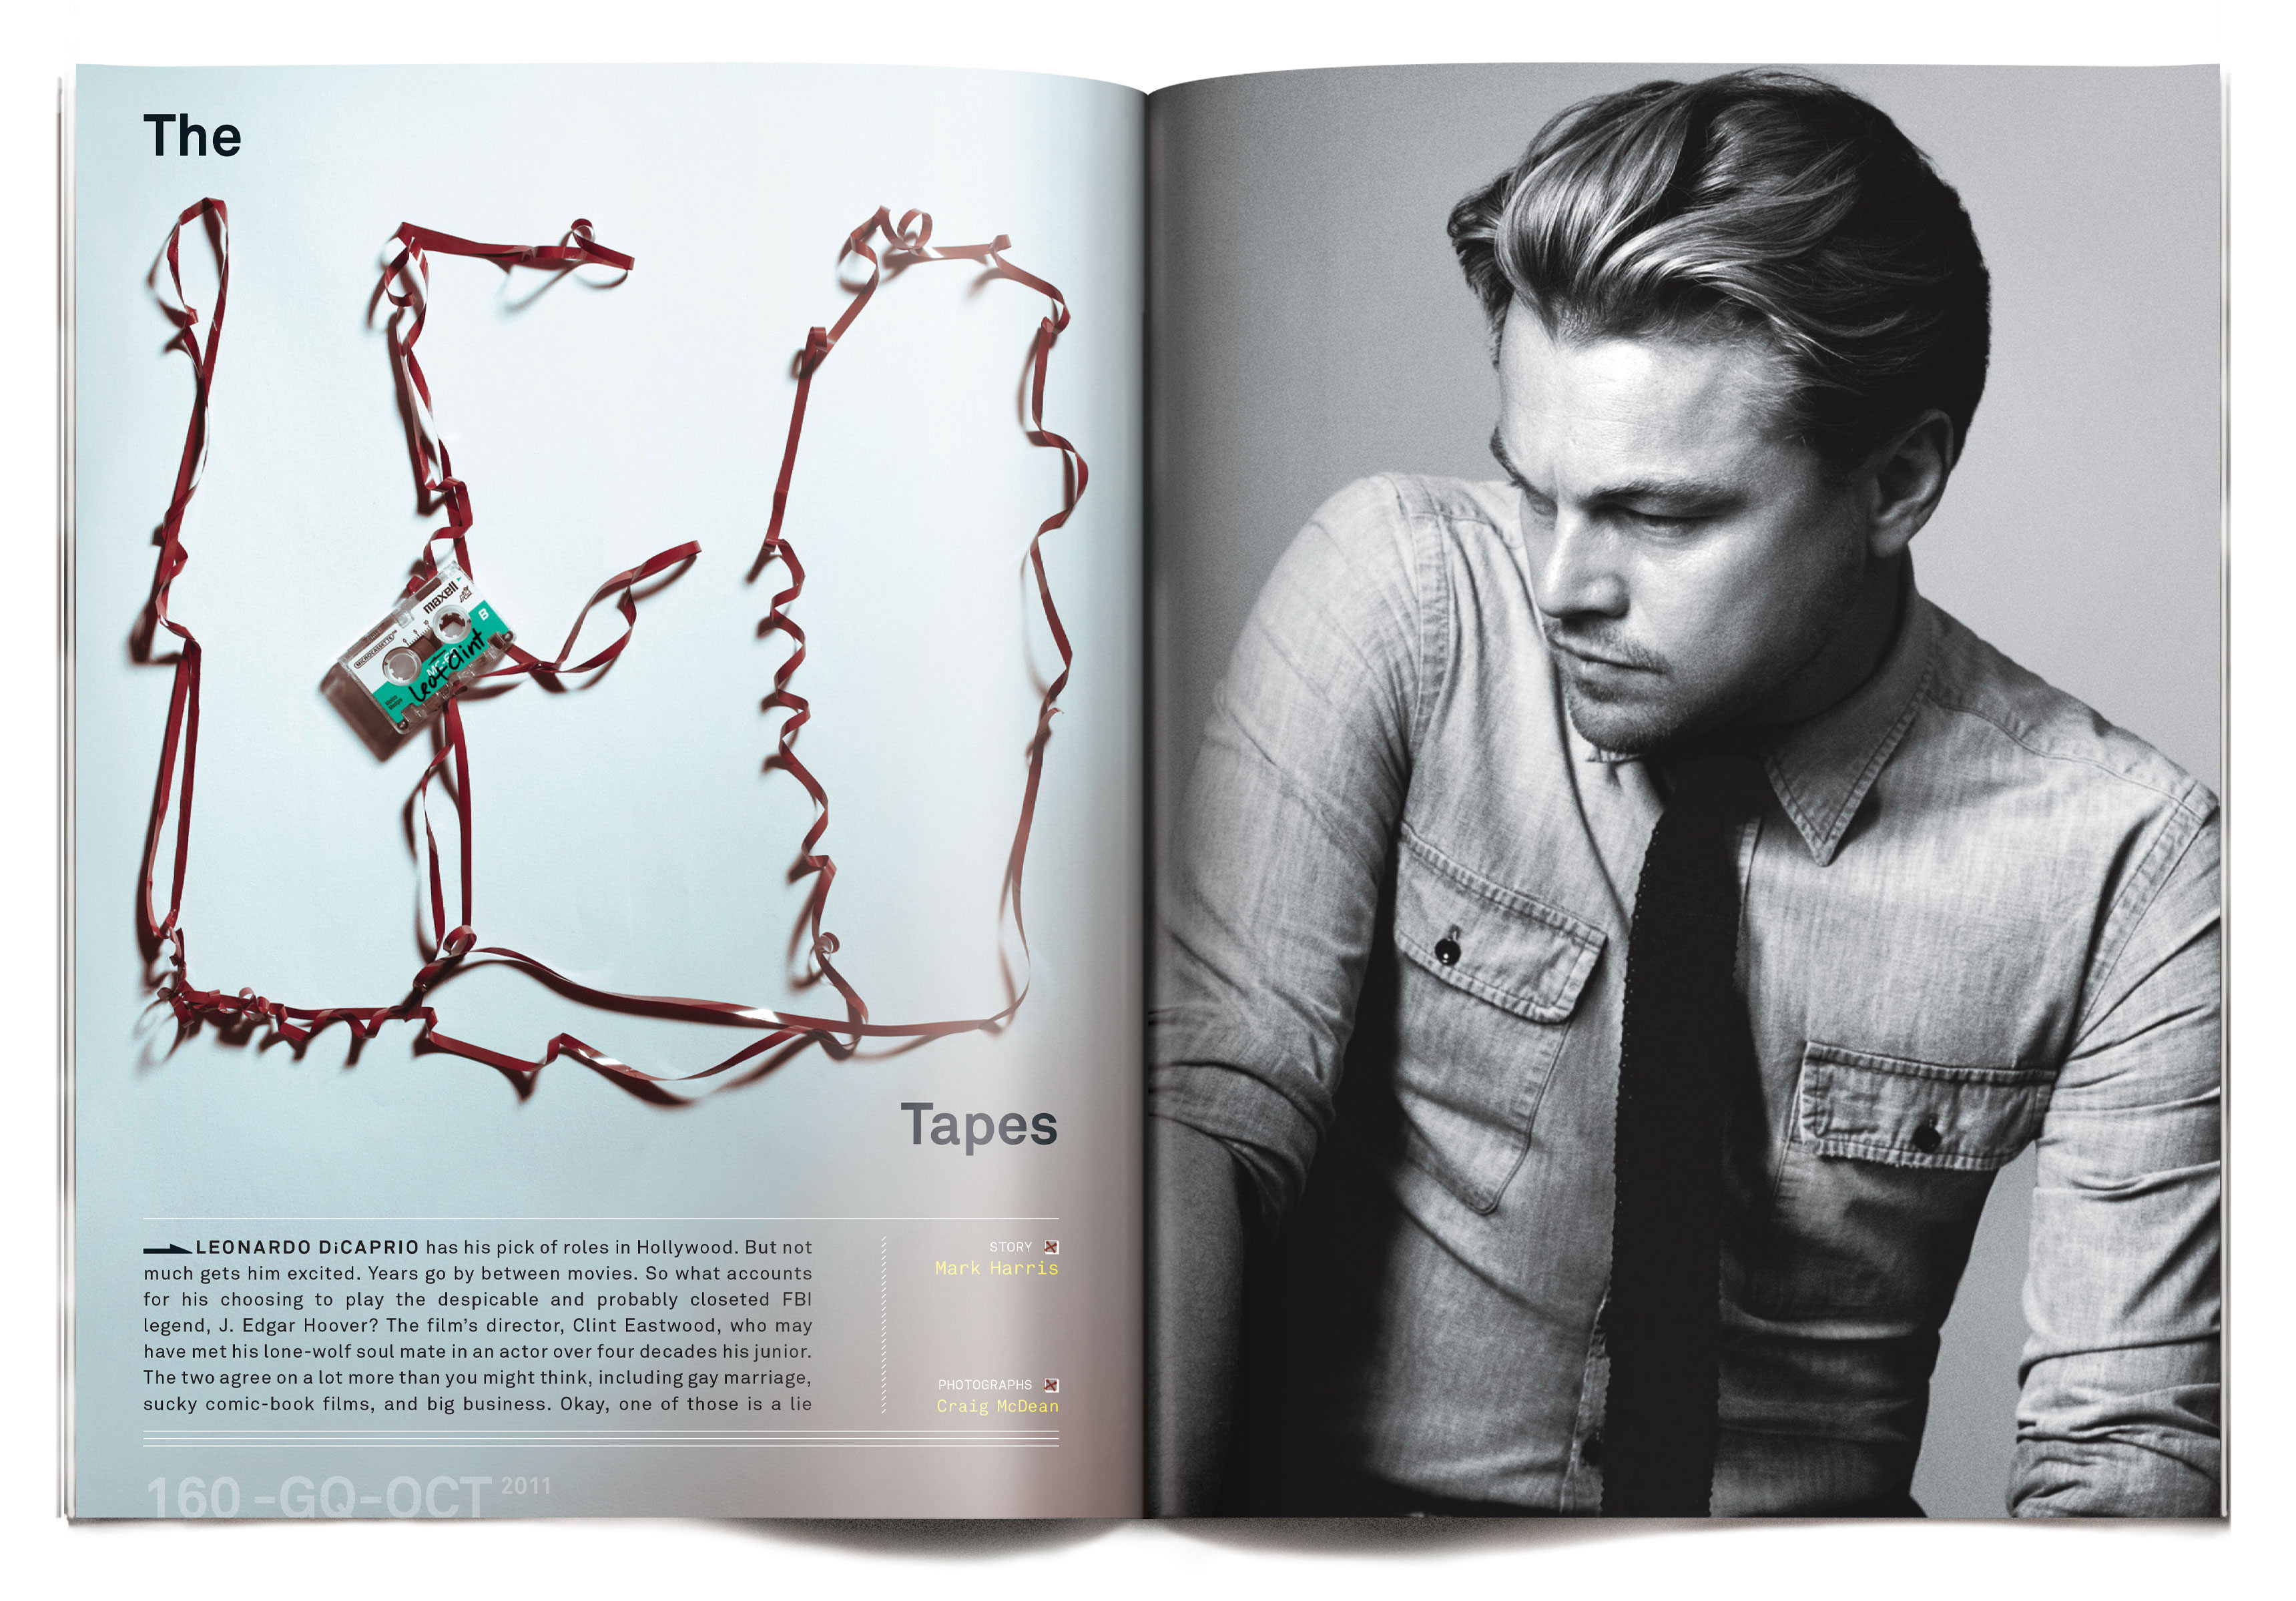 The
LEO
maxell
B
MICROCASSETTE
Leo + Clint
Tapes
LEONARDO DiCAPRIO has his pick of roles in Hollywood. But not
much gets him excited. Years go by between movies. So what accounts
for his choosing to play the despicable and probably closeted FBI
legend, J. Edgar Hoover? The film's director, Clint Eastwood, who may
have met his lone-wolf soul mate in an actor over four decades his junior.
The two agree on a lot more than you might think, including gay marriage,
sucky comic-book films, and big business. Okay, one of those is a lie
STORY
Mark Harris
PHOTOGRAPHS
Craig McDean
160-GQ-OCT 2011